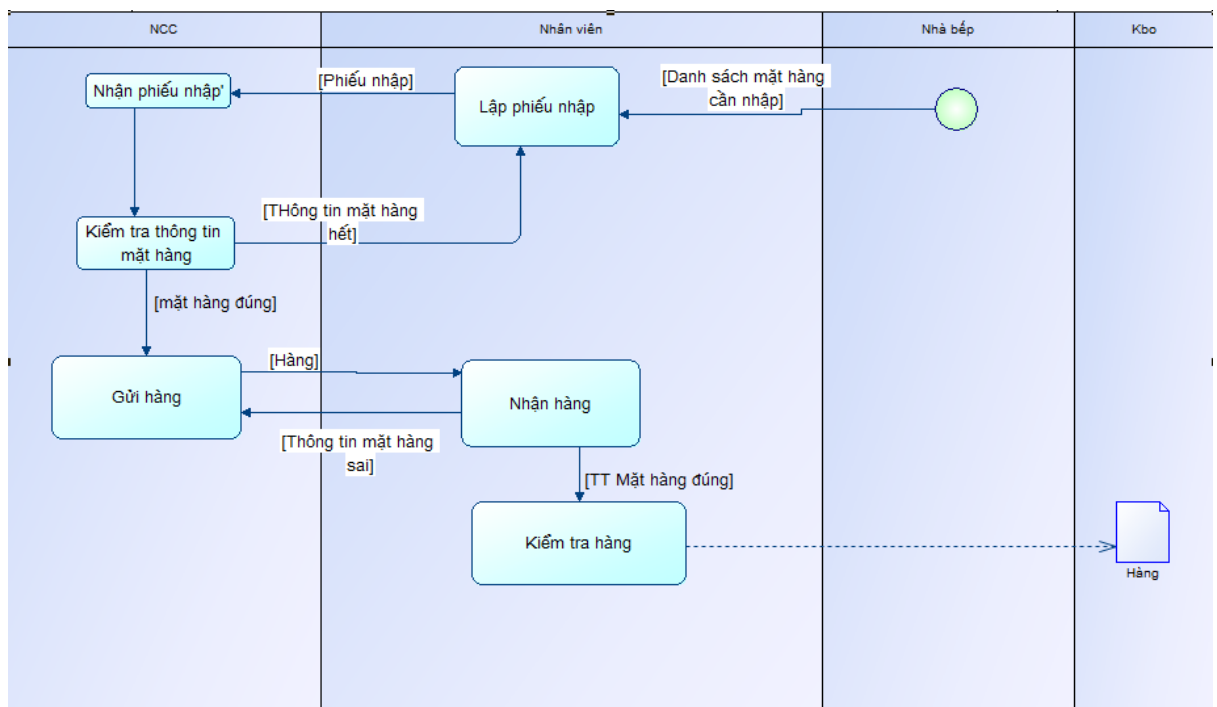 NCC
Nhân viên
Nhà bếp
Kbo
Nhận phiếu nhập'
[Phiếu nhập]
Lập phiếu nhập
[Danh sách mặt hàng
cần nhập]
Kiểm tra thông tin
mặt hàng
[THông tin mặt hàng
hết]
[mặt hàng đúng]
Gửi hàng
[Hàng]
Nhận hàng
[Thông tin mặt hàng
sai]
[TT Mặt hàng đúng]
Kiểm tra hàng
Hàng